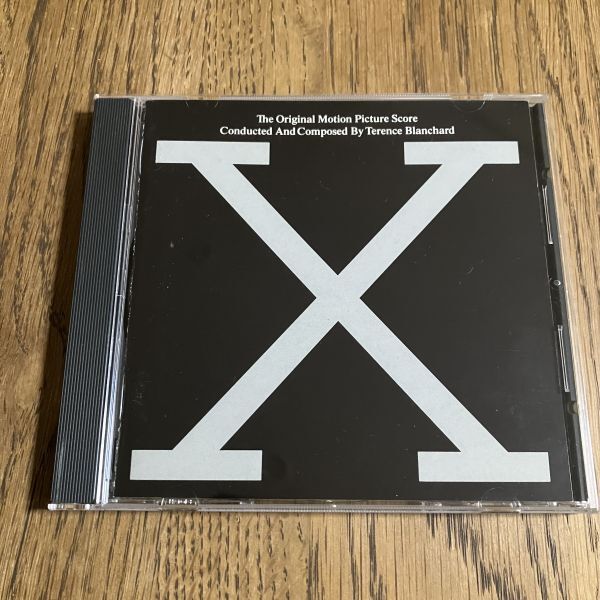 The Original Motion Picture Score
Conducted And Composed By Terence Blanchard
X